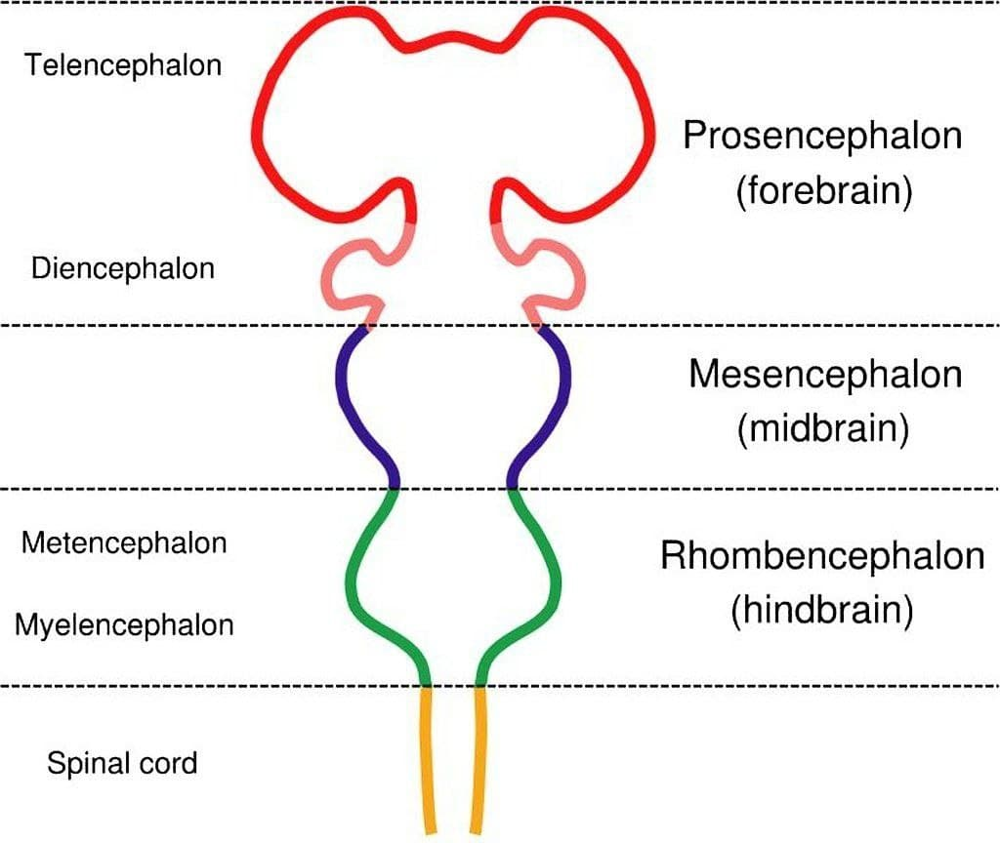 Telencephalon
Prosencephalon
(forebrain)
Diencephalon
Mesencephalon
(midbrain)
Metencephalon
Rhombencephalon
(hindbrain)
Myelencephalon
Spinal cord